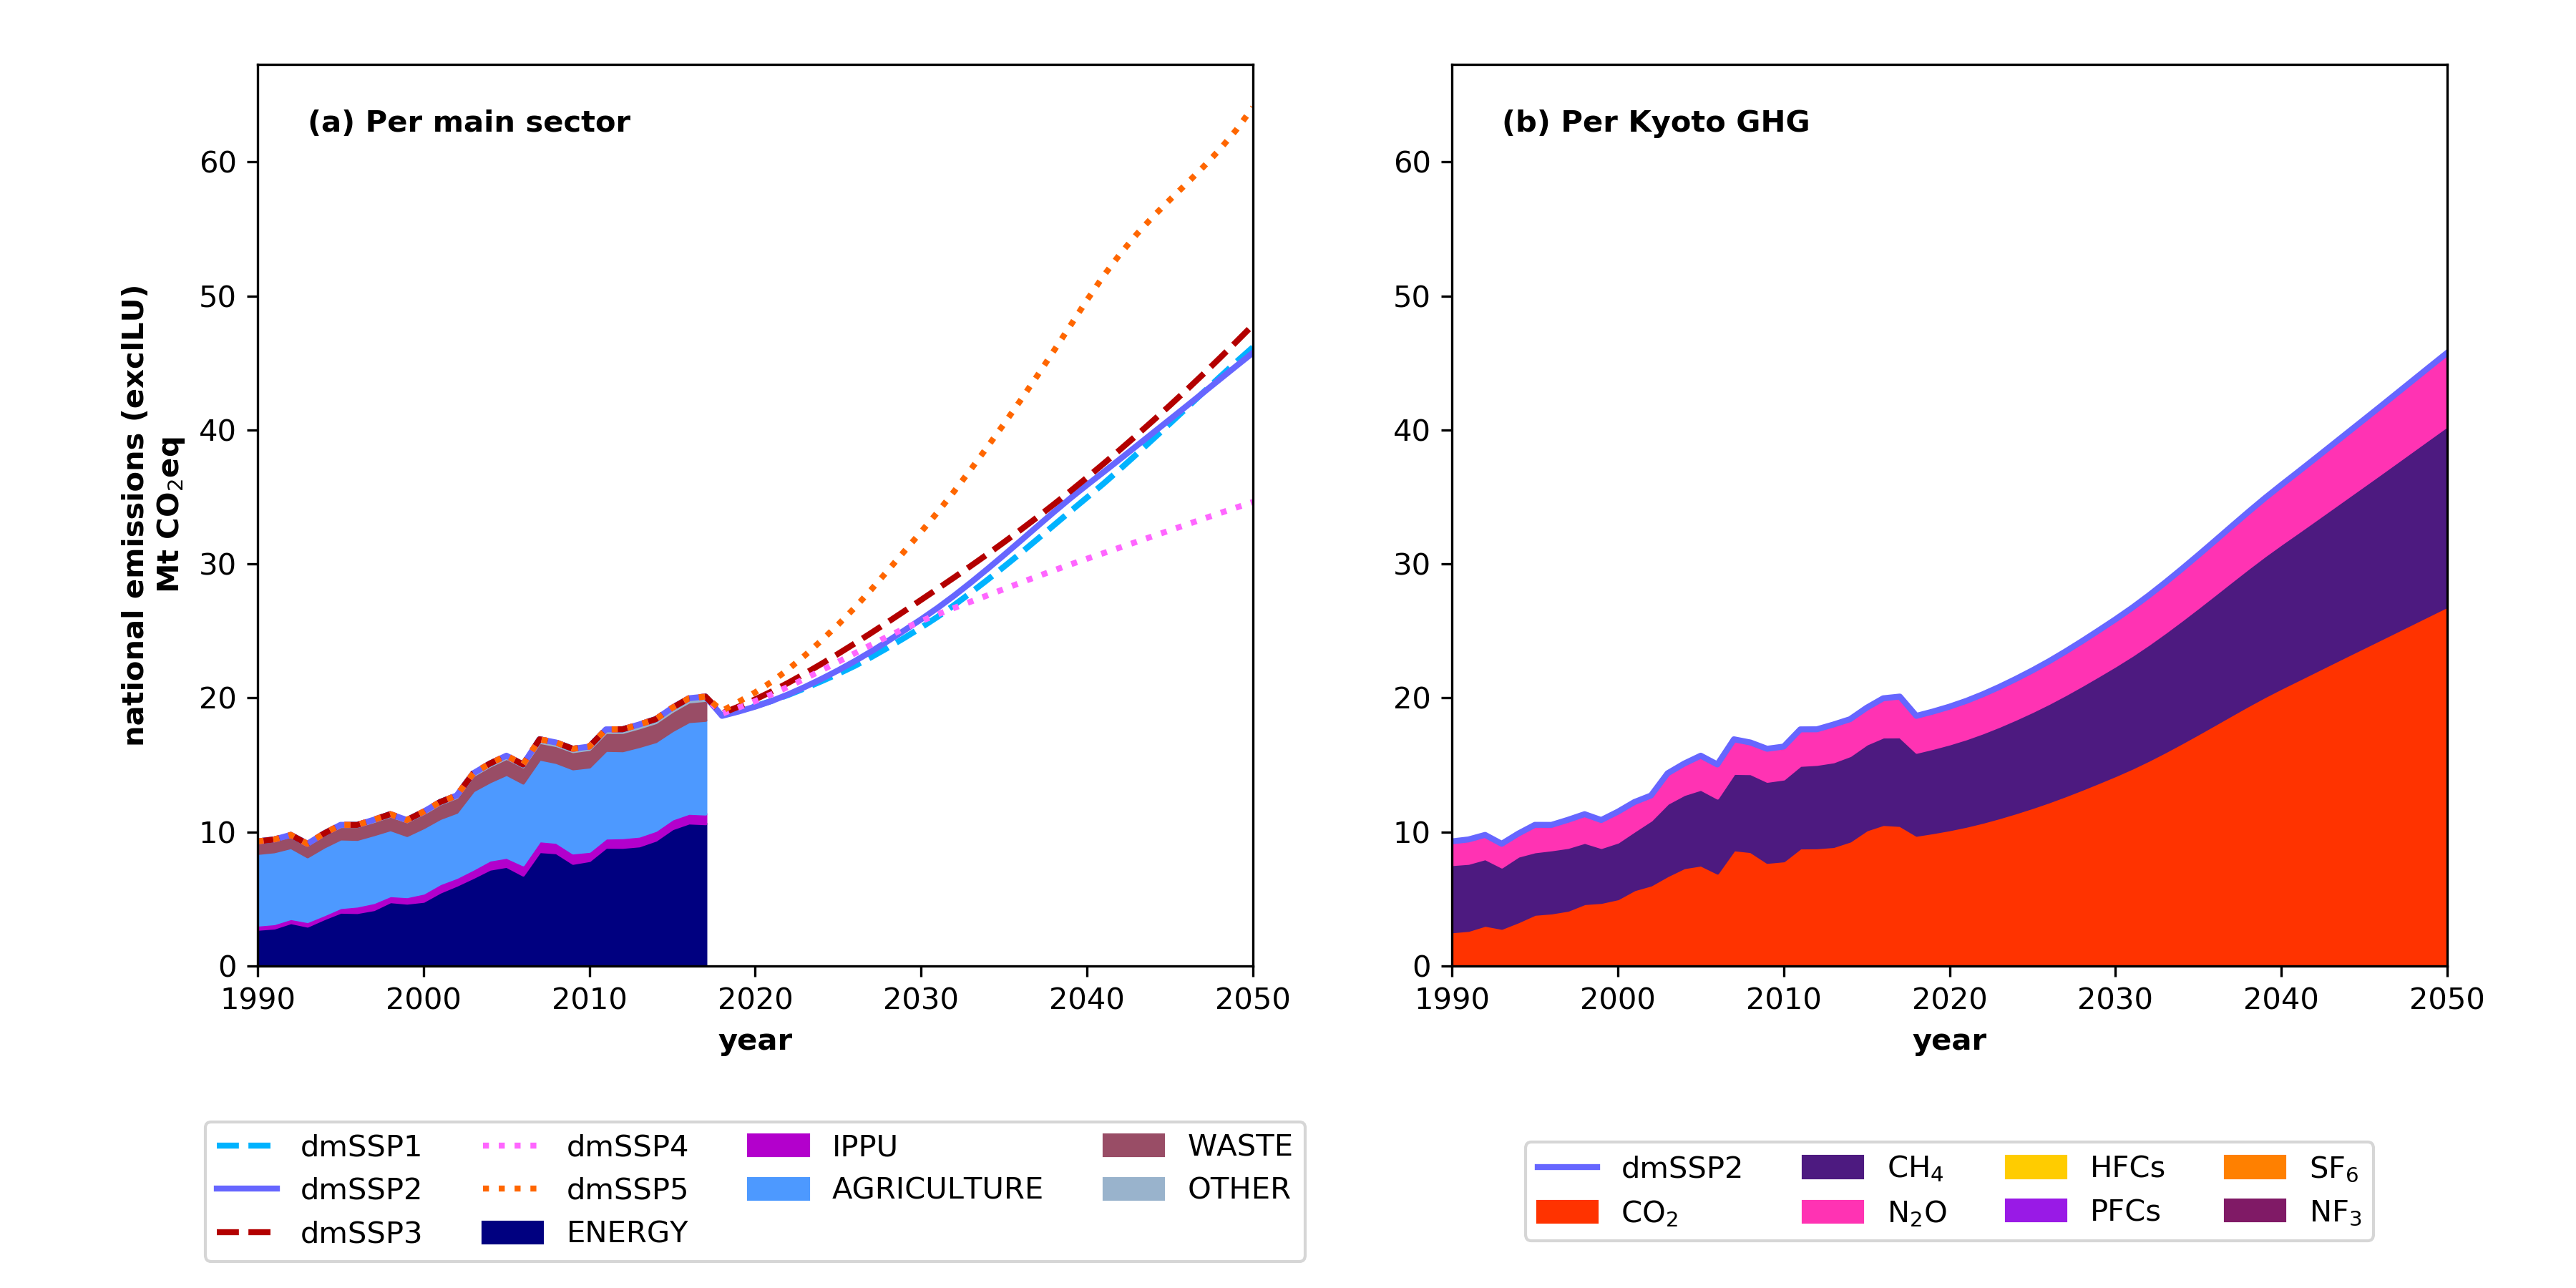 (a) Per main sector
national emissions (exclLU)
Mt CO₂eq
60
50
40
30
20
10
0
1990 2000 2010 2020 2030 2040 2050
year
(b) Per Kyoto GHG
60
50
40
30
20
10
0
1990 2000 2010 2020 2030 2040 2050
year
dmSSP1 dmSSP4 IPPU WASTE
dmSSP2 dmSSP5 AGRICULTURE OTHER
dmSSP3 ENERGY
dmSSP2 CH₄ HFCs SF₆
CO₂ N₂O PFCs NF₃